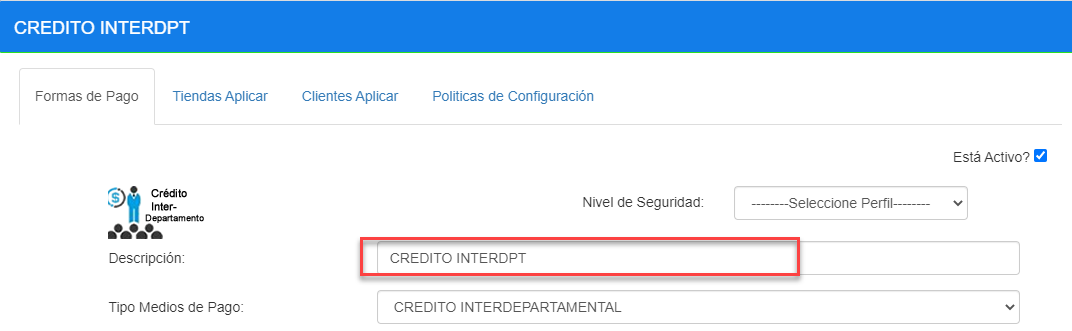 CREDITO INTERDPT
Formas de Pago
Tiendas Aplicar
Clientes Aplicar
Politicas de Configuración
Está Activo?
Crédito
Inter-
Departamento
Nivel de Seguridad:
--------Seleccione Perfil--------
Descripción:
CREDITO INTERDPT
Tipo Medios de Pago:
CREDITO INTERDEPARTAMENTAL